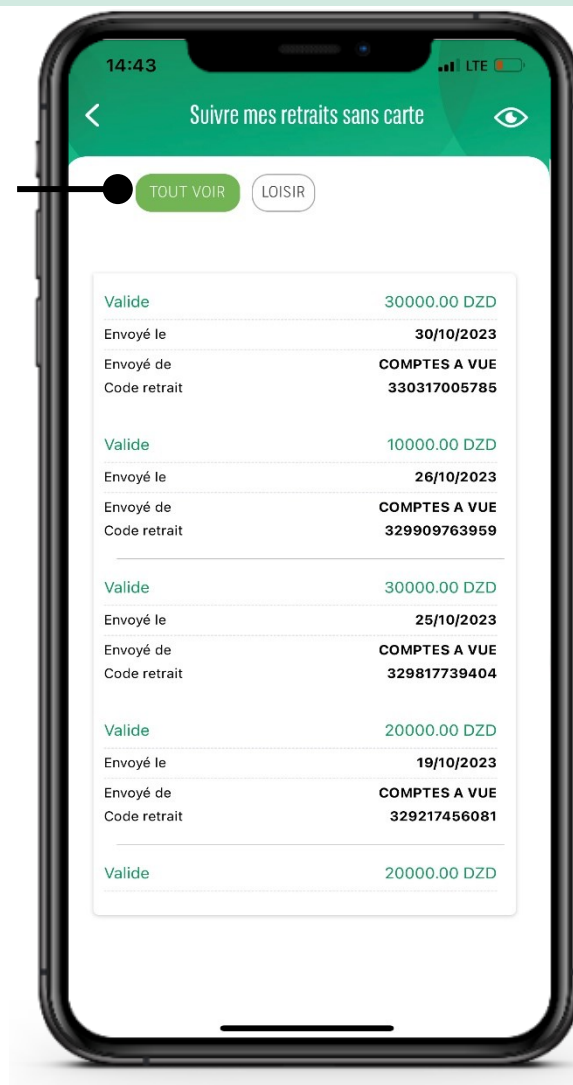 14:43 LTE
Suivre mes retraits sans carte
TOUT VOIR LOISIR
Valide 30000.00 DZD
Envoyé le 30/10/2023
Envoyé de COMPTES A VUE
Code retrait 330317005785
Valide 10000.00 DZD
Envoyé le 26/10/2023
Envoyé de COMPTES A VUE
Code retrait 329909763959
Valide 30000.00 DZD
Envoyé le 25/10/2023
Envoyé de COMPTES A VUE
Code retrait 329817739404
Valide 20000.00 DZD
Envoyé le 19/10/2023
Envoyé de COMPTES A VUE
Code retrait 329217456081
Valide 20000.00 DZD